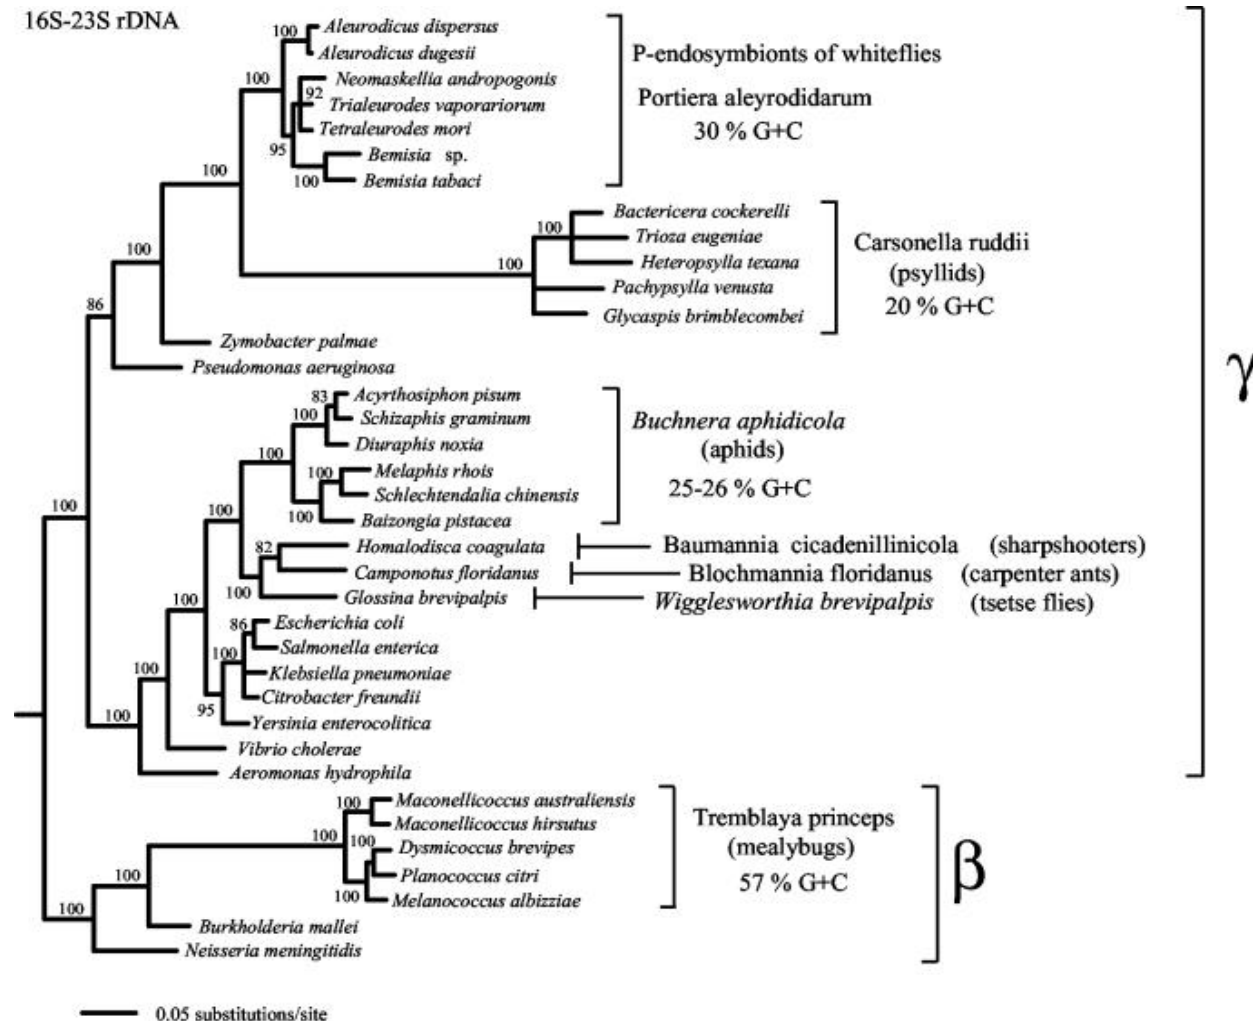 16S-23S rDNA
100
Aleurodicus dispersus
Aleurodicus dugesii
100
Neomaskellia andropogonis
92
Trialeurodes vaporariorum
Tetraleurodes mori
95
Bemisia sp.
100
Bemisia tabaci
P-endosymbionts of whiteflies
Portiera aleyrodidarum
30 % G+C
100
Bactericera cockerelli
100
Trioza eugeniae
Heteropsylla texana
100
Pachypsylla venusta
Glycaspis brimblecombei
Carsonella ruddii
(psyllids)
20 % G+C
100
86
Zymobacter palmae
Pseudomonas aeruginosa
γ
83
Acyrthosiphon pisum
Schizaphis graminum
100
Diuraphis noxia
100
100
Melaphis rhois
Schlechtendalia chinensis
100
Baizongia pistacea
Buchnera aphidicola
(aphids)
25-26 % G+C
100
100
82
Homalodisca coagulata
Baumannia cicadenillinicola (sharpshooters)
Camponotus floridanus
Blochmannia floridanus (carpenter ants)
100
Glossina brevipalpis
Wigglesworthia brevipalpis (tsetse flies)
100
86
Escherichia coli
Salmonella enterica
100
Klebsiella pneumoniae
Citrobacter freundii
95
Yersinia enterocolitica
100
100
Vibrio cholerae
Aeromonas hydrophila
100
Maconellicoccus australiensis
Maconellicoccus hirsutus
100
100
Dysmicoccus brevipes
Planococcus citri
100
Melanococcus albizziae
Tremblaya princeps
(mealybugs)
57 % G+C
β
100
100
Burkholderia mallei
Neisseria meningitidis
0.05 substitutions/site